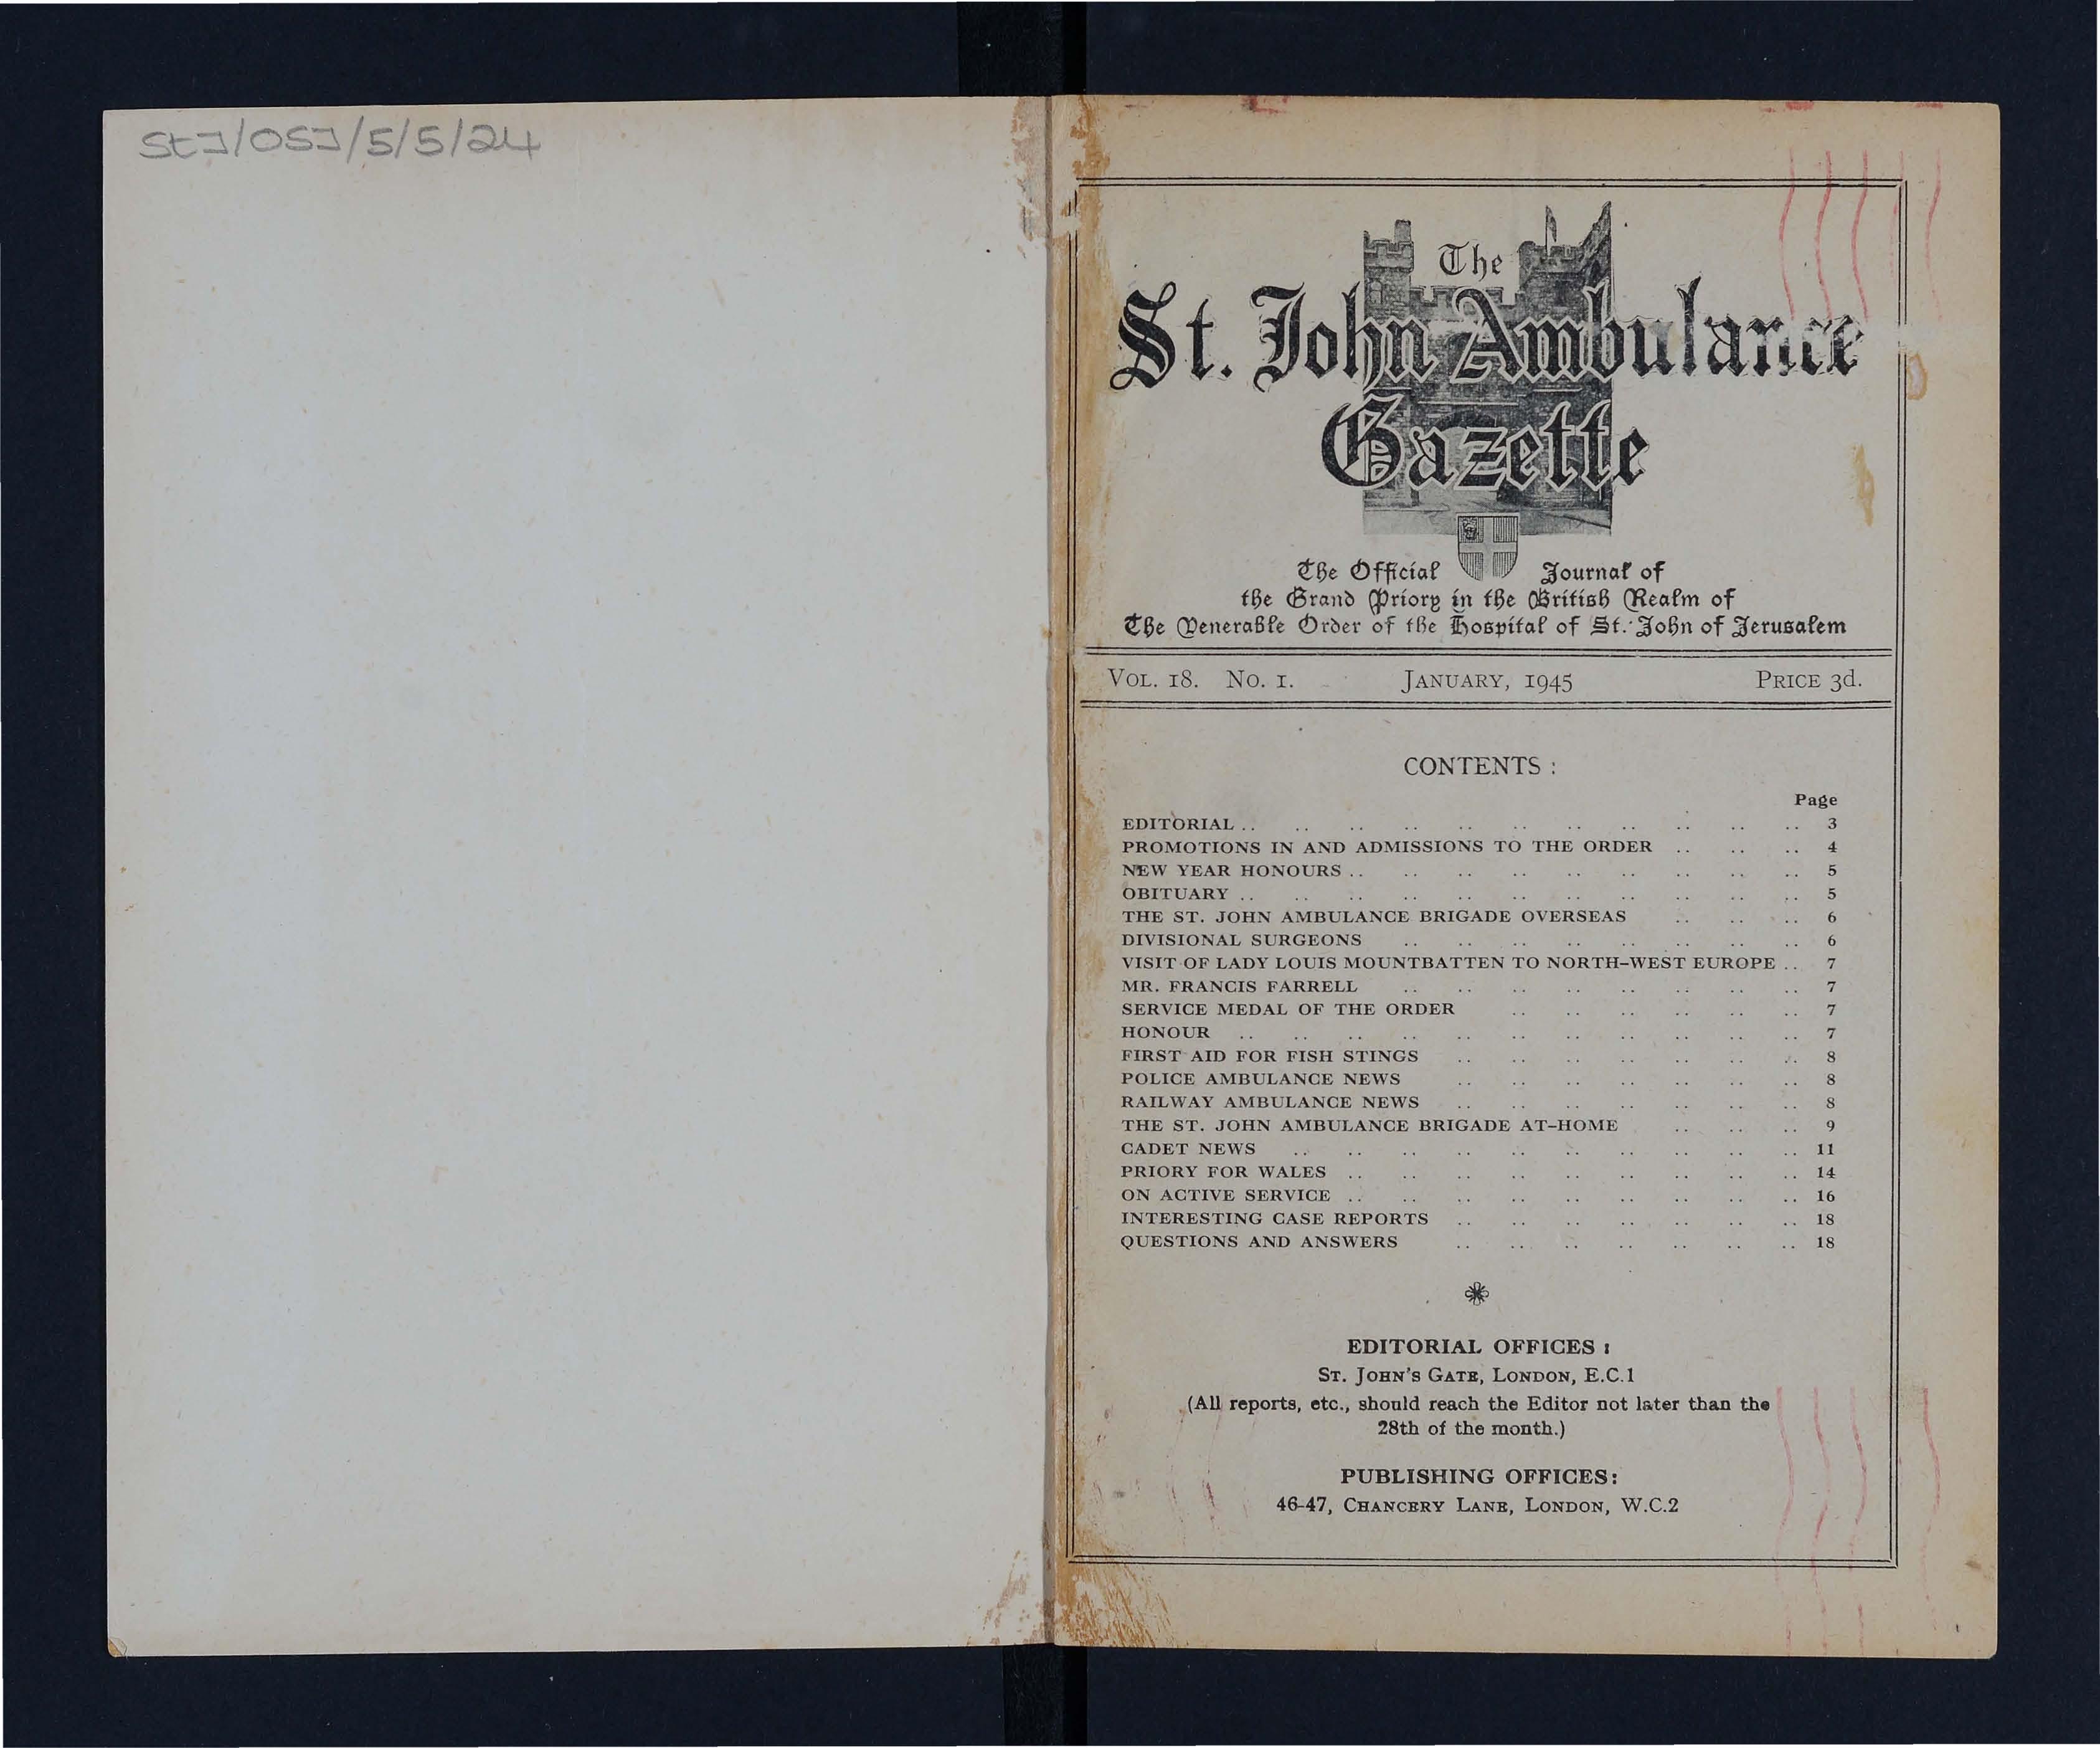 StJ/OSJ/5/5/24
The
St. John Ambulance
Gazette
The Official Journal of
the Grand Priory in the British Realm of
The Venerable Order of the Hospital of St. John of Jerusalem
VOL. 18. NO. 1. JANUARY, 1945 PRICE 3d.
CONTENTS :
Page
EDITORIAL .. .. .. .. .. .. .. .. .. .. .. 3
PROMOTIONS IN AND ADMISSIONS TO THE ORDER .. .. .. 4
NEW YEAR HONOURS .. .. .. .. .. .. .. .. .. 5
OBITUARY .. .. .. .. .. .. .. .. .. .. .. 5
THE ST. JOHN AMBULANCE BRIGADE OVERSEAS .. .. .. 6
DIVISIONAL SURGEONS .. .. .. .. .. .. .. .. 6
VISIT OF LADY LOUIS MOUNTBATTEN TO NORTH-WEST EUROPE .. 7
MR. FRANCIS FARRELL .. .. .. .. .. .. .. .. 7
SERVICE MEDAL OF THE ORDER .. .. .. .. .. .. 7
HONOUR .. .. .. .. .. .. .. .. .. .. .. 7
FIRST AID FOR FISH STINGS .. .. .. .. .. .. .. 8
POLICE AMBULANCE NEWS .. .. .. .. .. .. .. 8
RAILWAY AMBULANCE NEWS .. .. .. .. .. .. .. 8
THE ST. JOHN AMBULANCE BRIGADE AT-HOME .. .. .. 9
CADET NEWS .. .. .. .. .. .. .. .. .. .. 11
PRIORY FOR WALES .. .. .. .. .. .. .. .. .. 14
ON ACTIVE SERVICE .. .. .. .. .. .. .. .. .. 16
INTERESTING CASE REPORTS .. .. .. .. .. .. .. 18
QUESTIONS AND ANSWERS .. .. .. .. .. .. .. 18
EDITORIAL OFFICES :
ST. JOHN'S GATE, LONDON, E.C.1
(All reports, etc., should reach the Editor not later than the
28th of the month.)
PUBLISHING OFFICES:
46-47, CHANCERY LANE, LONDON, W.C.2